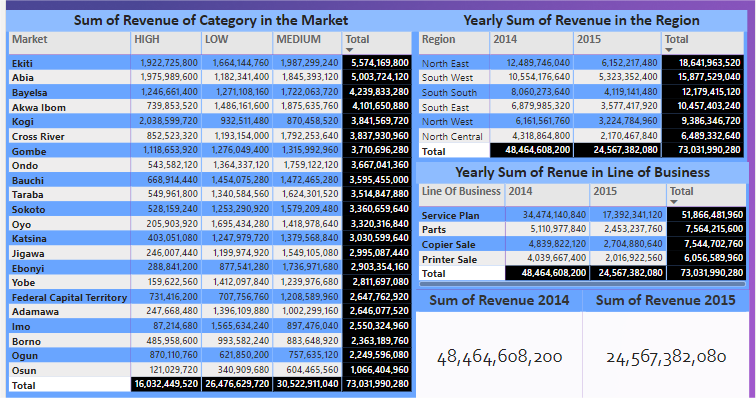 Sum of Revenue of Category in the Market
Market HIGH LOW MEDIUM Total
Ekiti 1,922,725,800 1,664,144,760 1,987,299,240 5,574,169,800
Abia 1,975,989,600 1,182,341,400 1,845,393,120 5,003,724,120
Bayelsa 1,246,661,400 1,271,108,160 1,722,063,720 4,239,833,280
Akwa Ibom 739,853,520 1,486,161,600 1,875,635,760 4,101,650,880
Kogi 2,038,599,720 932,511,480 870,458,520 3,841,569,720
Cross River 852,523,320 1,193,154,000 1,792,253,640 3,837,930,960
Gombe 1,118,653,920 1,276,049,400 1,315,992,960 3,710,696,280
Ondo 543,582,120 1,364,337,120 1,759,122,120 3,667,041,360
Bauchi 668,914,440 1,454,075,280 1,472,465,280 3,595,455,000
Taraba 549,961,800 1,340,584,560 1,624,301,520 3,514,847,880
Sokoto 528,159,240 1,253,290,920 1,579,209,480 3,360,659,640
Oyo 205,903,920 1,695,434,280 1,418,978,640 3,320,316,840
Katsina 403,051,080 1,247,979,720 1,379,568,840 3,030,599,640
Jigawa 246,007,440 1,199,974,920 1,549,105,080 2,995,087,440
Ebonyi 288,841,200 877,541,280 1,736,971,680 2,903,354,160
Yobe 159,622,560 1,412,097,840 1,239,976,680 2,811,697,080
Federal Capital Territory 731,416,200 707,756,760 1,208,589,960 2,647,762,920
Adamawa 247,668,480 1,396,109,880 1,002,299,160 2,646,077,520
Imo 87,214,680 1,565,634,240 897,476,040 2,550,324,960
Borno 485,958,600 993,582,240 883,648,920 2,363,189,760
Ogun 870,110,760 621,850,200 757,635,120 2,249,596,080
Osun 121,029,720 340,909,680 604,465,560 1,066,404,960
Total 16,032,449,520 26,476,629,720 30,522,911,040 73,031,990,280
Yearly Sum of Revenue in the Region
Region 2014 2015 Total
North East 12,489,746,040 6,152,217,480 18,641,963,520
South West 10,554,176,640 5,323,352,400 15,877,529,040
South South 8,060,273,640 4,119,141,480 12,179,415,120
South East 6,879,985,320 3,577,417,920 10,457,403,240
North West 6,161,561,760 3,224,784,960 9,386,346,720
North Central 4,318,864,800 2,170,467,840 6,489,332,640
Total 48,464,608,200 24,567,382,080 73,031,990,280
Yearly Sum of Renue in Line of Business
Line Of Business 2014 2015 Total
Service Plan 34,474,140,840 17,392,341,120 51,866,481,960
Parts 5,110,977,840 2,453,237,760 7,564,215,600
Copier Sale 4,839,822,120 2,704,880,640 7,544,702,760
Printer Sale 4,039,667,400 2,016,922,560 6,056,589,960
Total 48,464,608,200 24,567,382,080 73,031,990,280
Sum of Revenue 2014 Sum of Revenue 2015
48,464,608,200 24,567,382,080